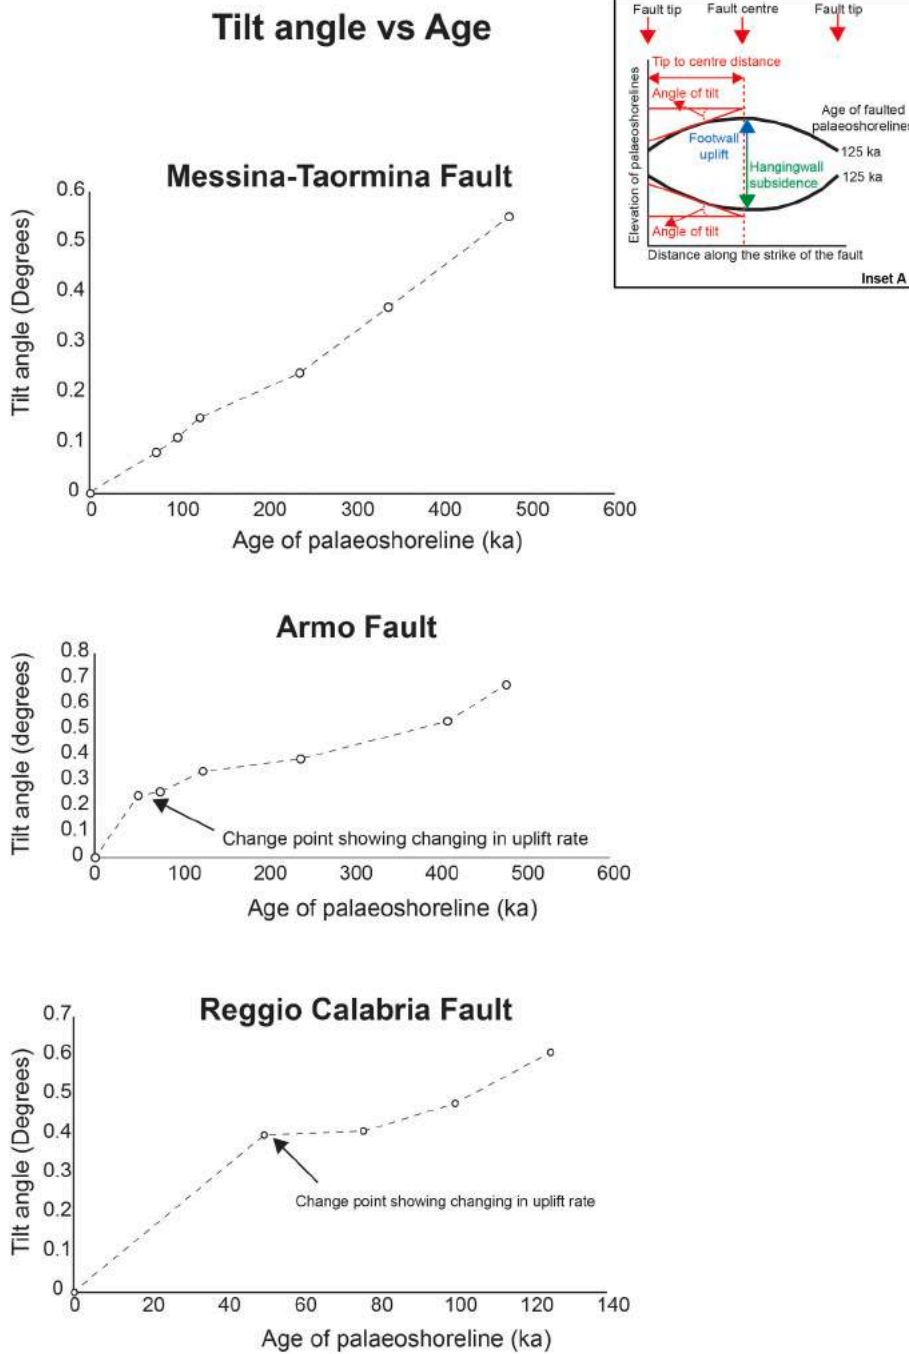 Tilt angle vs Age
Fault tip
Fault centre
Fault tip
Tip to centre distance
Angle of tilt
Age of faulted
palaeoshorelines
Footwall
uplift
125 ka
125 ka
Hangingwall
subsidence
Angle of tilt
Elevation of palaeoshorelines
Distance along the strike of the fault
Inset A
Messina-Taormina Fault
Tilt angle (Degrees)
0.6
0.5
0.4
0.3
0.2
0.1
0
0 100 200 300 400 500 600
Age of palaeoshoreline (ka)
Armo Fault
Tilt angle (degrees)
0.8
0.7
0.6
0.5
0.4
0.3
0.2
0.1
0
Change point showing changing in uplift rate
0 100 200 300 400 500 600
Age of palaeoshoreline (ka)
Reggio Calabria Fault
Tilt angle (Degrees)
0.7
0.6
0.5
0.4
0.3
0.2
0.1
0
Change point showing changing in uplift rate
0 20 40 60 80 100 120 140
Age of palaeoshoreline (ka)